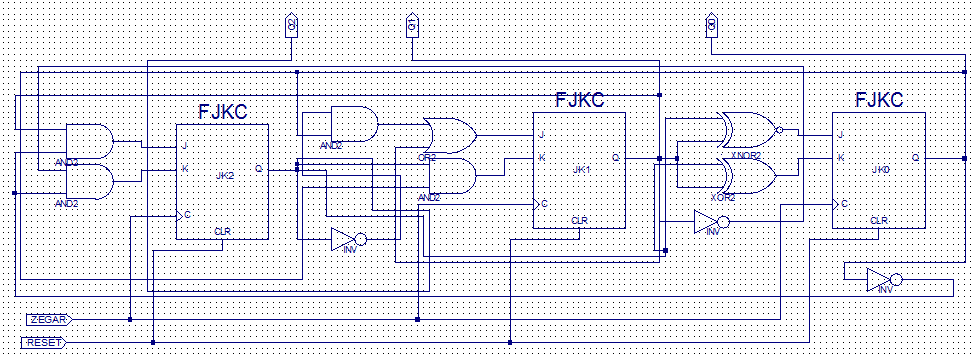 Q2
Q1
Q0
FJKC
FJKC
FJKC
J
K
Q
C
CLR
JK2
AND2
AND2
INV
AND2
OR2
AND2
J
K
Q
C
CLR
JK1
XNOR2
XOR2
INV
J
K
Q
C
CLR
JK0
INV
ZEGAR
RESET